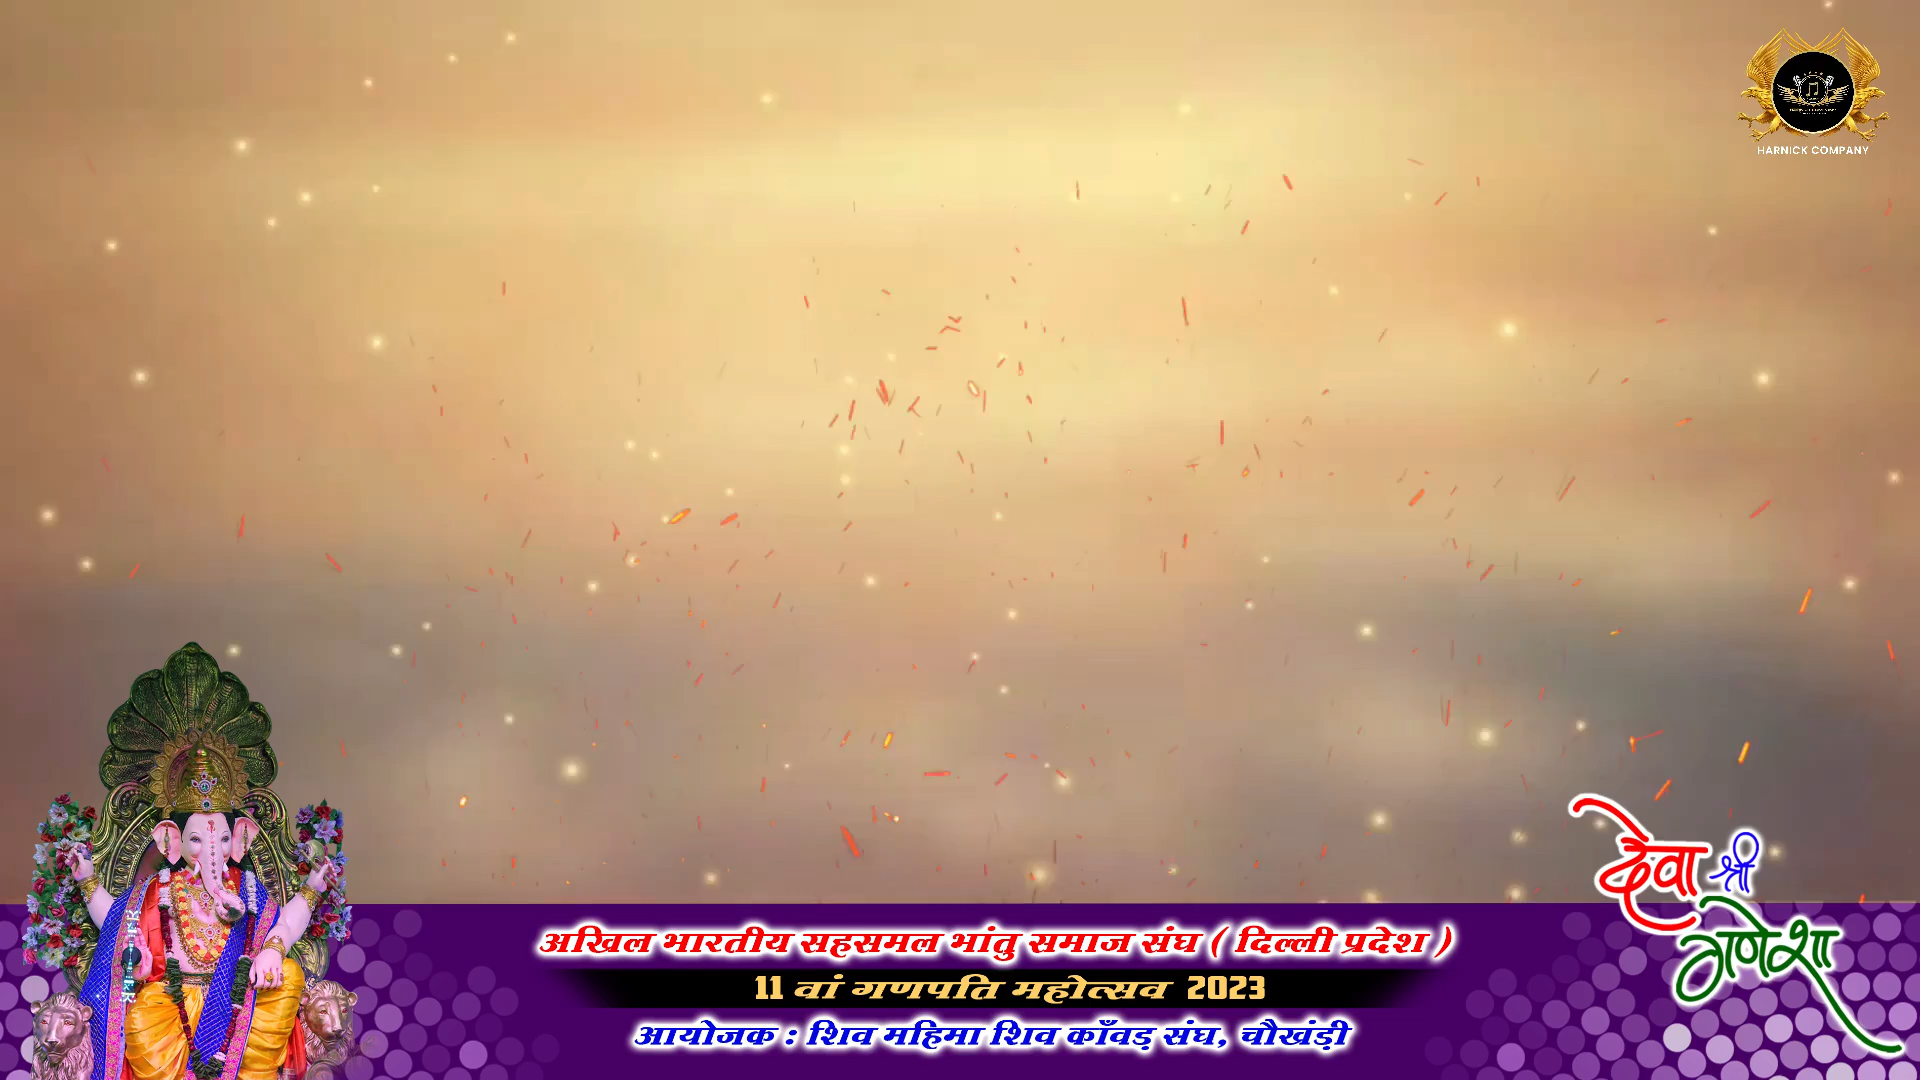 HARNICK COMPANY
देवा श्री
गणेशा
अखिल भारतीय सहसमल भांतु समाज संघ ( दिल्ली प्रदेश )
11 वां गणपति महोत्सव 2023
आयोजक : शिव महिमा शिव काँवड़ संघ, चौखंड़ी